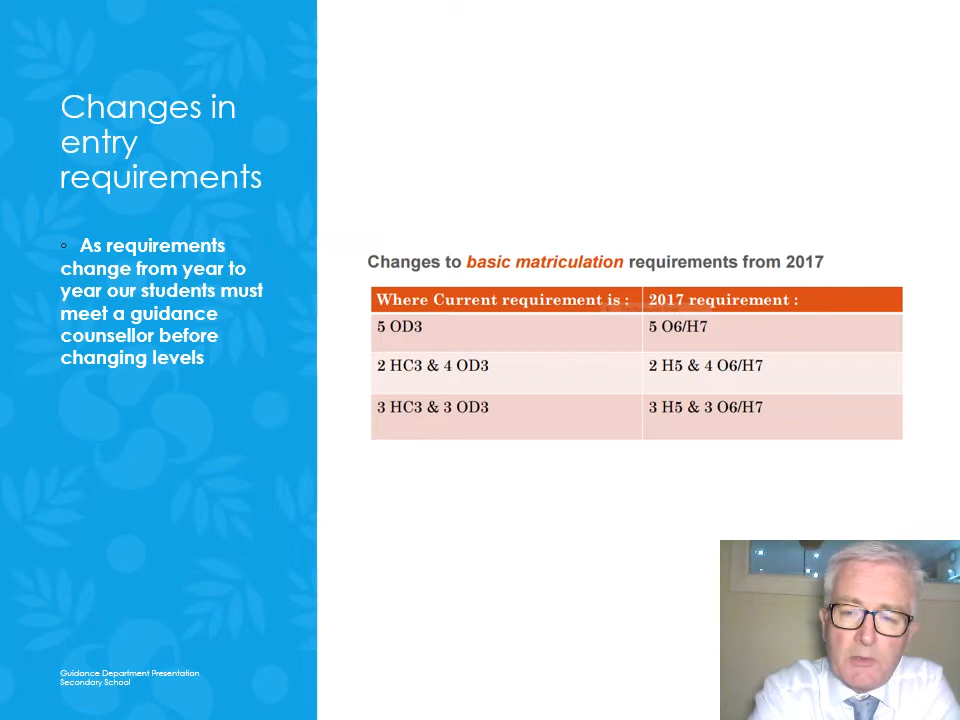 Changes in
entry
requirements
◦ As requirements
change from year to
year our students must
meet a guidance
counsellor before
changing levels
Changes to basic matriculation requirements from 2017
Where Current requirement is : 2017 requirement :
5 OD3 5 O6/H7
2 HC3 & 4 OD3 2 H5 & 4 O6/H7
3 HC3 & 3 OD3 3 H5 & 3 O6/H7
Guidance Department Presentation
Secondary School